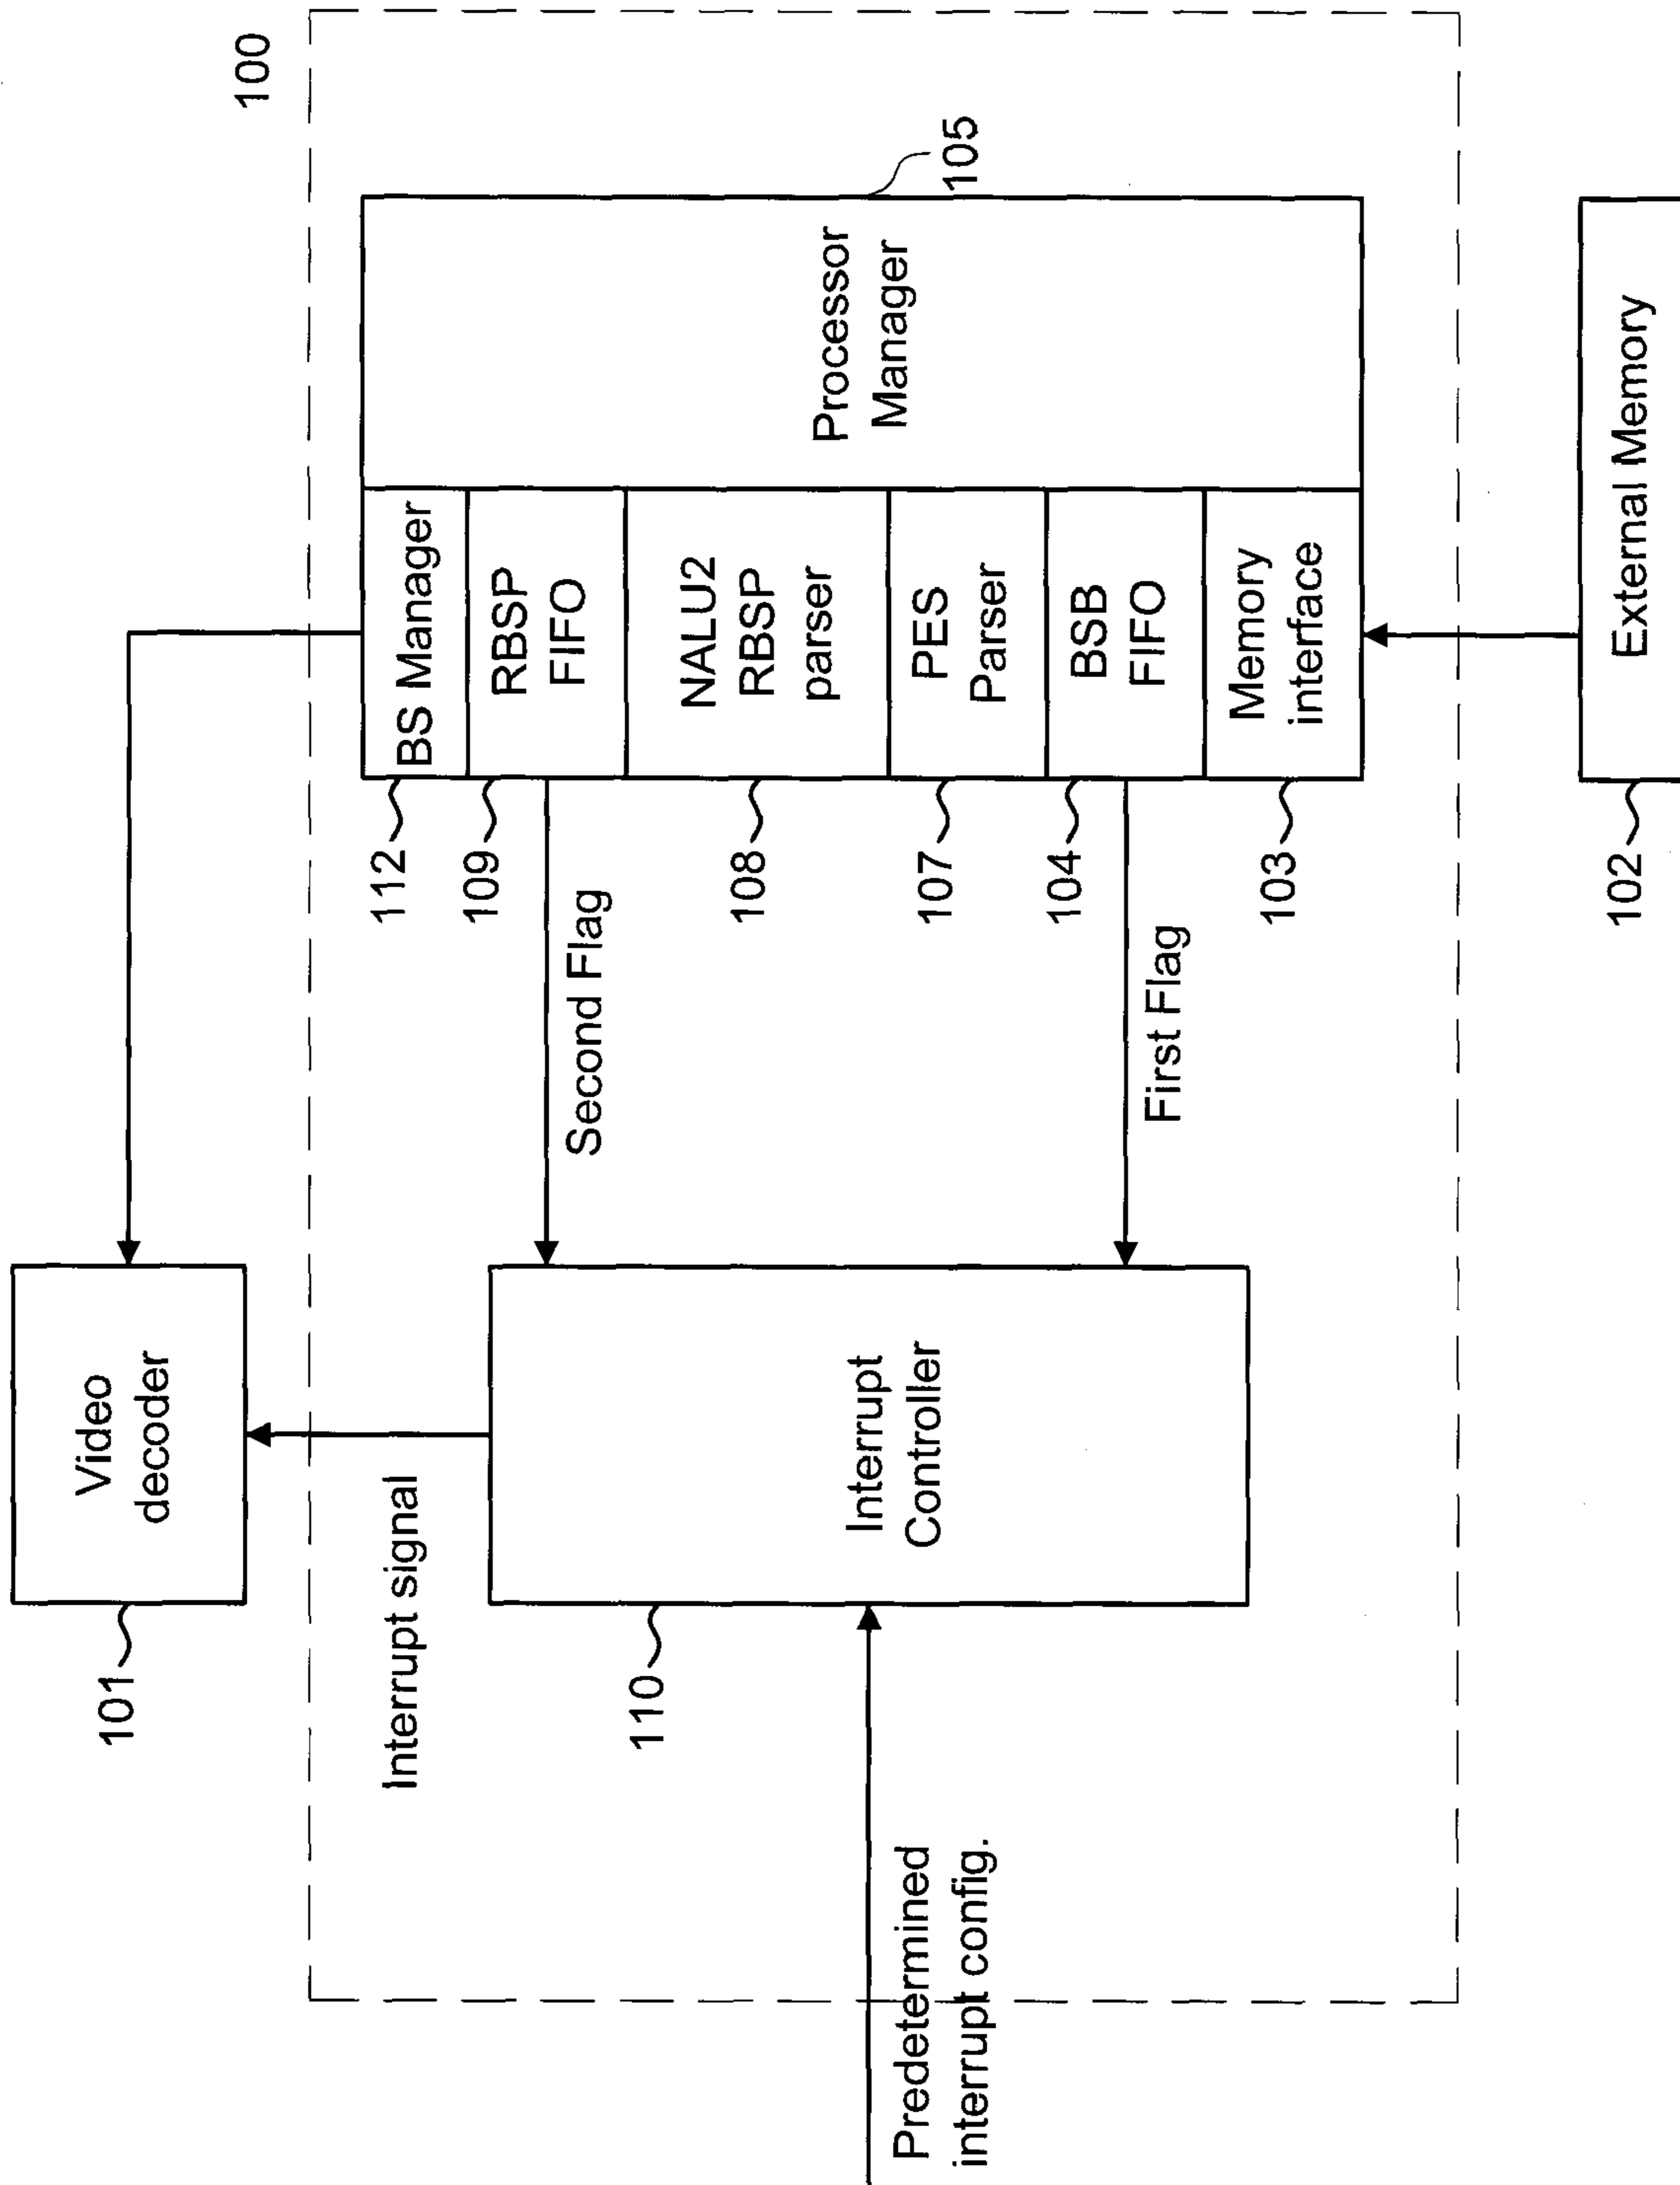 100
Video
decoder
101
Interrupt signal
Interrupt
Controller
110
Predetermined
interrupt config.
Second Flag
First Flag
BS Manager
112
RBSP
FIFO
109
NALU2
RBSP
parser
108
PES
Parser
107
BSB
FIFO
104
Memory
interface
103
Processor
Manager
105
External Memory
102